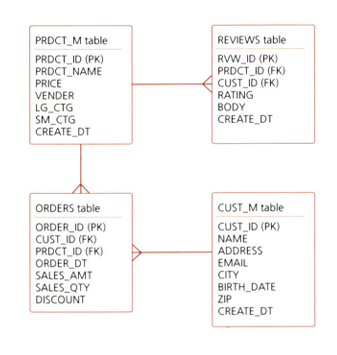 PRDCT_M table
PRDCT_ID (PK)
PRDCT_NAME
PRICE
VENDER
LG_CTG
SM_CTG
CREATE_DT
REVIEWS table
RVW_ID (PK)
PRDCT_ID (FK)
CUST_ID (FK)
RATING
BODY
CREATE_DT
ORDERS table
ORDER_ID (PK)
CUST_ID (FK)
PRDCT_ID (FK)
ORDER_DT
SALES_AMT
SALES_QTY
DISCOUNT
CUST_M table
CUST_ID (PK)
NAME
ADDRESS
EMAIL
CITY
BIRTH_DATE
ZIP
CREATE_DT